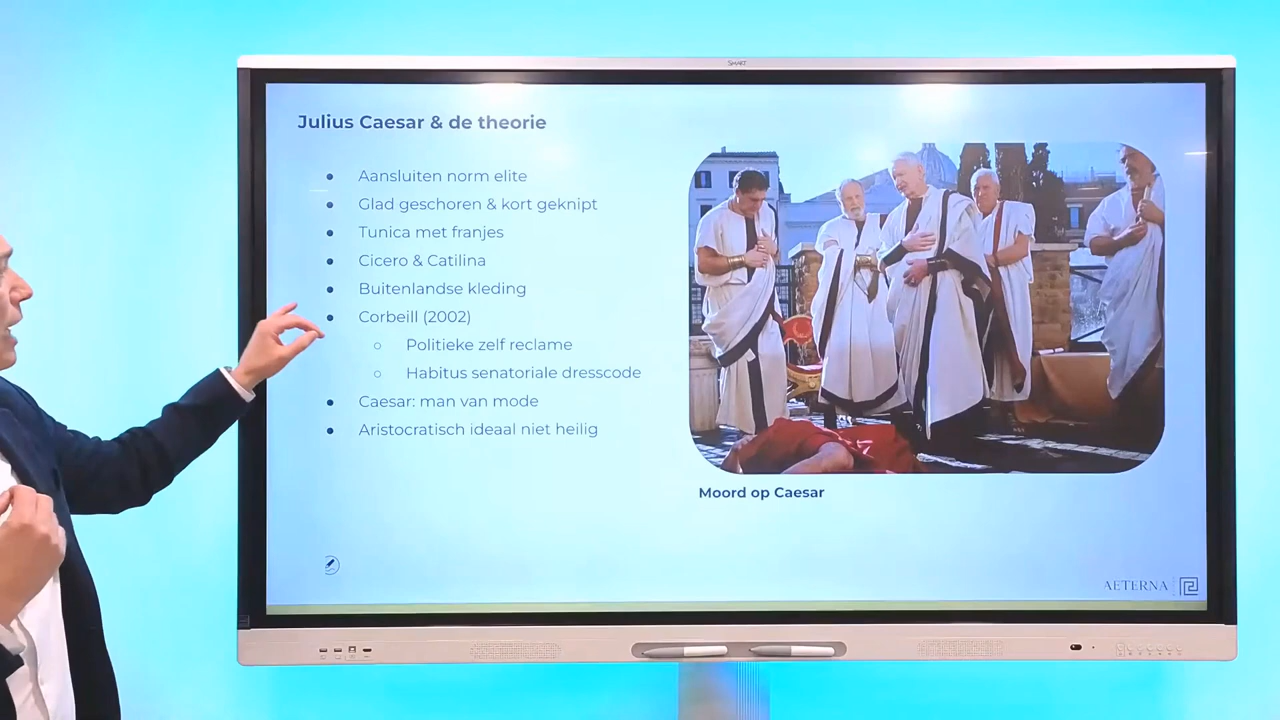 SMART
Julius Caesar & de theorie
Aansluiten norm elite
Glad geschoren & kort geknipt
Tunica met franjes
Cicero & Catilina
Buitenlandse kleding
Corbeill (2002)
Politieke zelf reclame
Habitus senatoriale dresscode
Caesar: man van mode
Aristocratisch ideaal niet heilig
Moord op Caesar
AETERNA